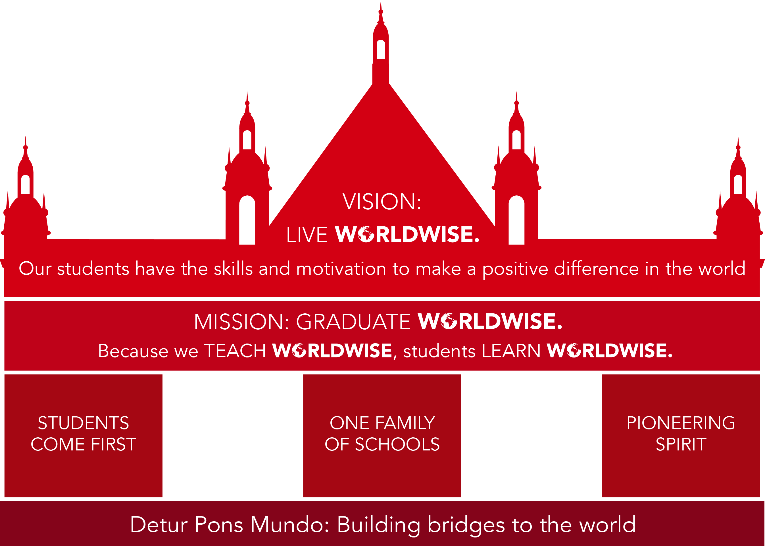 VISION:
LIVE WORLDWISE.
Our students have the skills and motivation to make a positive difference in the world
MISSION: GRADUATE WORLDWISE.
Because we TEACH WORLDWISE, students LEARN WORLDWISE.
STUDENTS
COME FIRST
ONE FAMILY
OF SCHOOLS
PIONEERING
SPIRIT
Detur Pons Mundo: Building bridges to the world